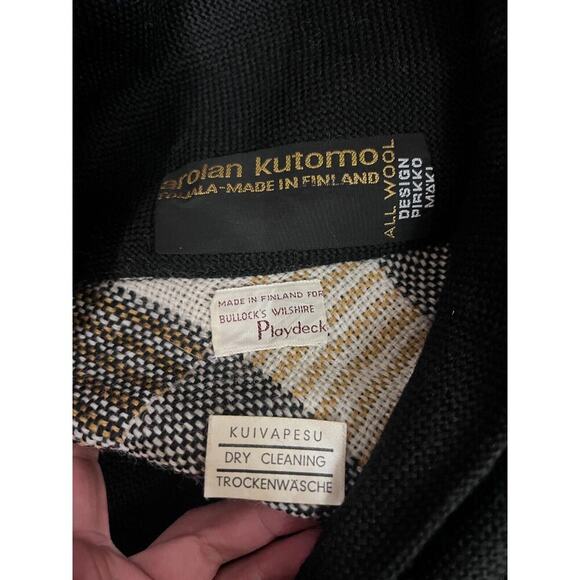 arolan kutomo
ALA-MADE IN FINLAND
ALL WOOL
DESIGN
PIRKKO
MÄKI
MADE IN FINLAND FOR
BULLOCK'S WILSHIRE
Playdeck
KUIVAPESU
DRY CLEANING
TROCKENWÄSCHE